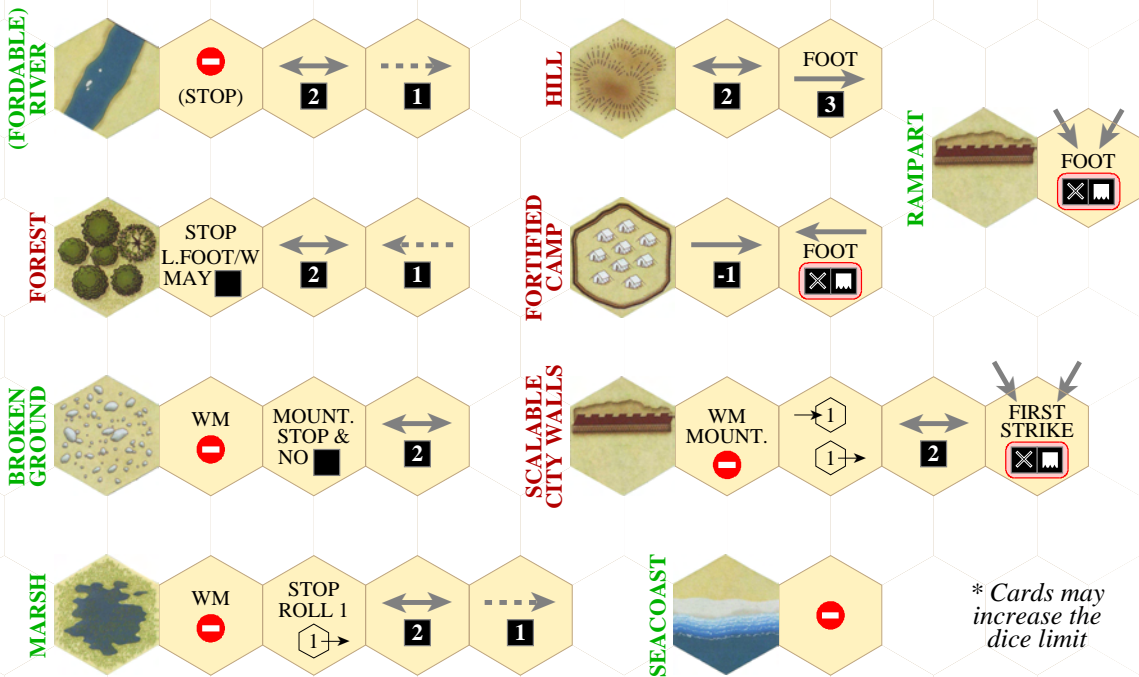 (FORDABLE)
RIVER
(STOP)
2
1
HILL
2
FOOT
3
RAMPART
FOOT
FOREST
STOP
L.FOOT/W
MAY
2
1
FORTIFIED
CAMP
-1
FOOT
BROKEN
GROUND
WM
MOUNT.
STOP &
NO
2
SCALABLE
CITY WALLS
WM
MOUNT.
1
1
2
FIRST
STRIKE
MARSH
WM
STOP
ROLL 1
1
2
1
SEACOAST
* Cards may
increase the
dice limit